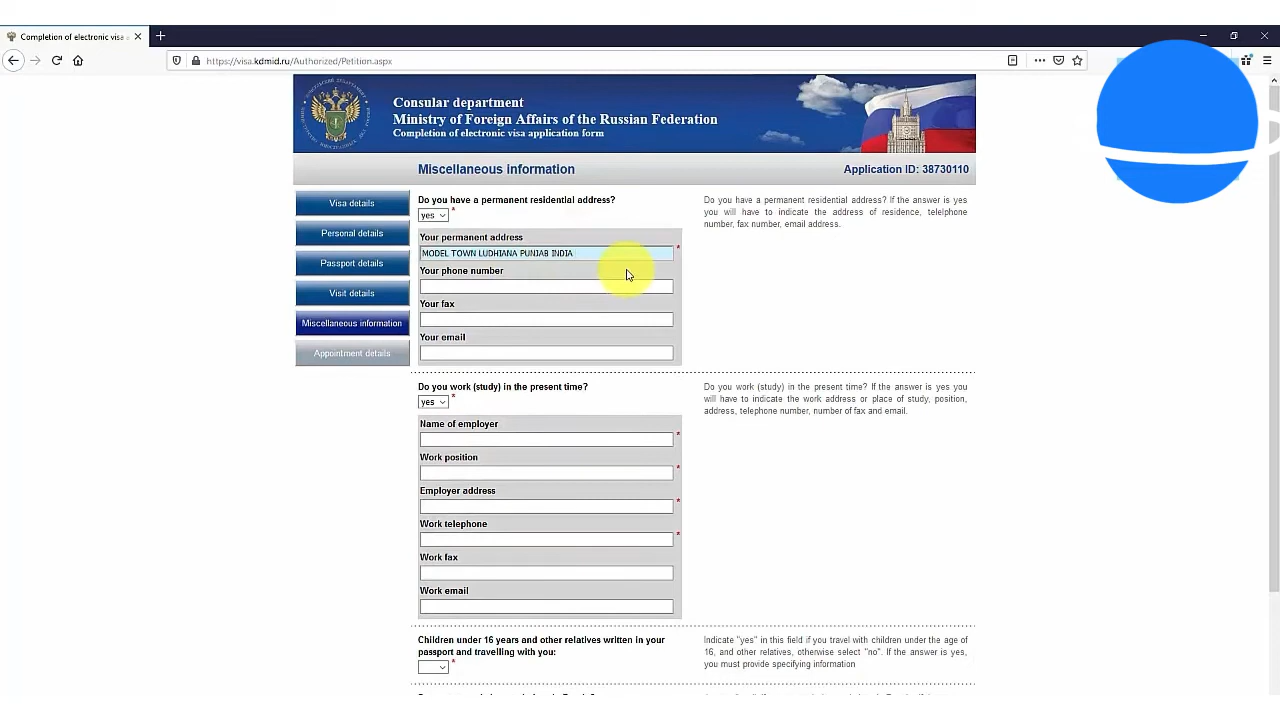 Completion of electronic visa a
https://visa.kdmid.ru/Authorized/Petition.aspx
Consular department
Ministry of Foreign Affairs of the Russian Federation
Completion of electronic visa application form
Miscellaneous information
Application ID: 38730110
Visa details
Personal details
Passport details
Visit details
Miscellaneous information
Appointment details
Do you have a permanent residential address?
yes *
Your permanent address
MODEL TOWN LUDHIANA PUNJAB INDIA *
Your phone number
Your fax
Your email
Do you have a permanent residential address? If the answer is yes
you will have to indicate the address of residence, telelphone
number, fax number, email address.
Do you work (study) in the present time?
yes *
Name of employer
*
Work position
*
Employer address
*
Work telephone
*
Work fax
Work email
Do you work (study) in the present time? If the answer is yes you
will have to indicate the work address or place of study, position,
address, telephone number, number of fax and email.
Children under 16 years and other relatives written in your
passport and travelling with you:
*
Indicate "yes" in this field if you travel with children under the age of
16, and other relatives, otherwise select "no". If the answer is yes,
you must provide specifying information